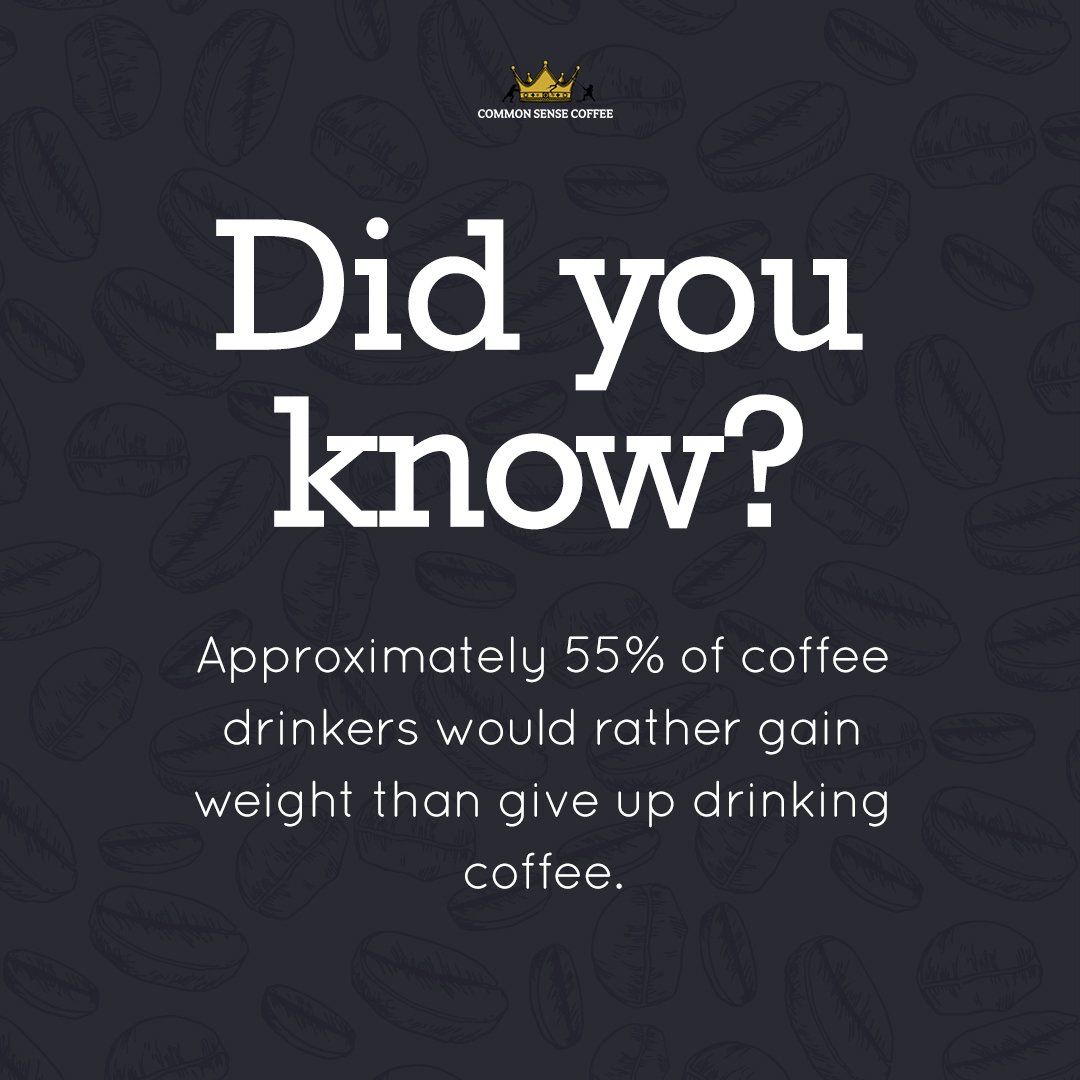 COMMON SENSE COFFEE
Did you
know?
Approximately 55% of coffee
drinkers would rather gain
weight than give up drinking
coffee.